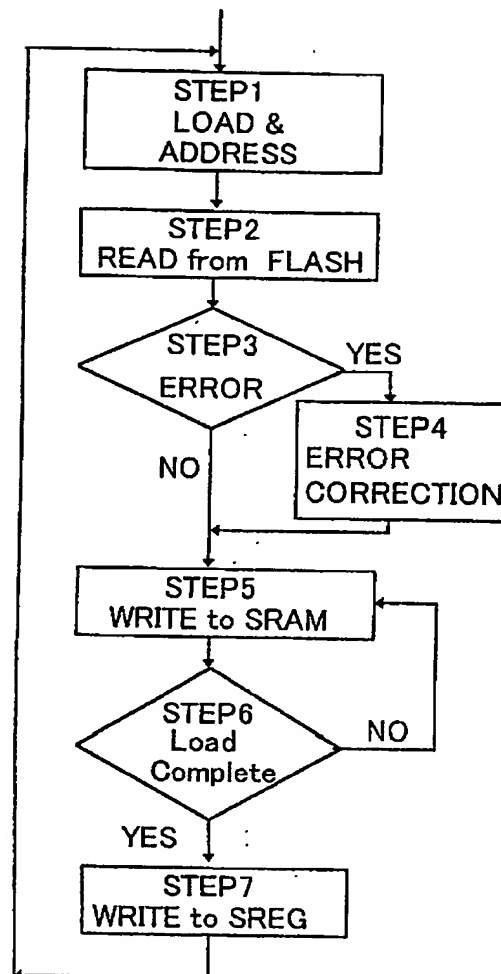 STEP1
LOAD &
ADDRESS
STEP2
READ from FLASH
STEP3
ERROR
YES
NO
STEP4
ERROR
CORRECTION
STEP5
WRITE to SRAM
STEP6
Load
Complete
NO
YES
STEP7
WRITE to SREG